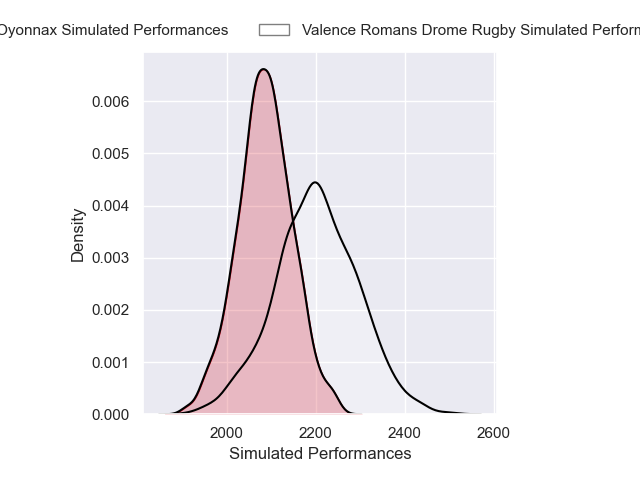 Oyonnax Simulated Performances Valence Romans Drome Rugby Simulated
0.006
0.005
0.004
0.003
0.002
0.001
0.000
Density
2000 2200 2400 2600
Simulated Performances